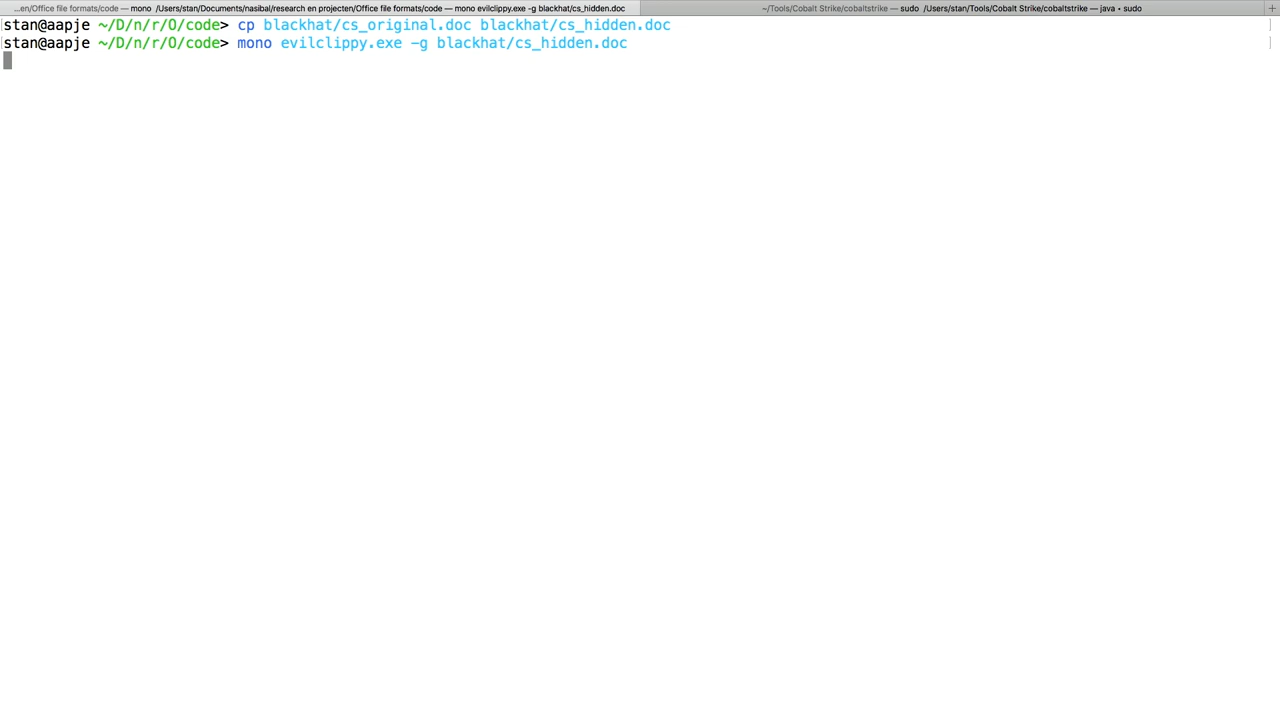 ...en/Office file formats/code — mono /Users/stan/Documents/nasibal/research en projecten/Office file formats/code — mono evilclippy.exe -g blackhat/cs_hidden.doc
~/Tools/Cobalt Strike/cobaltstrike — sudo /Users/stan/Tools/Cobalt Strike/cobaltstrike — java • sudo +
stan@aapje ~/D/n/r/O/code> cp blackhat/cs_original.doc blackhat/cs_hidden.doc
stan@aapje ~/D/n/r/O/code> mono evilclippy.exe -g blackhat/cs_hidden.doc